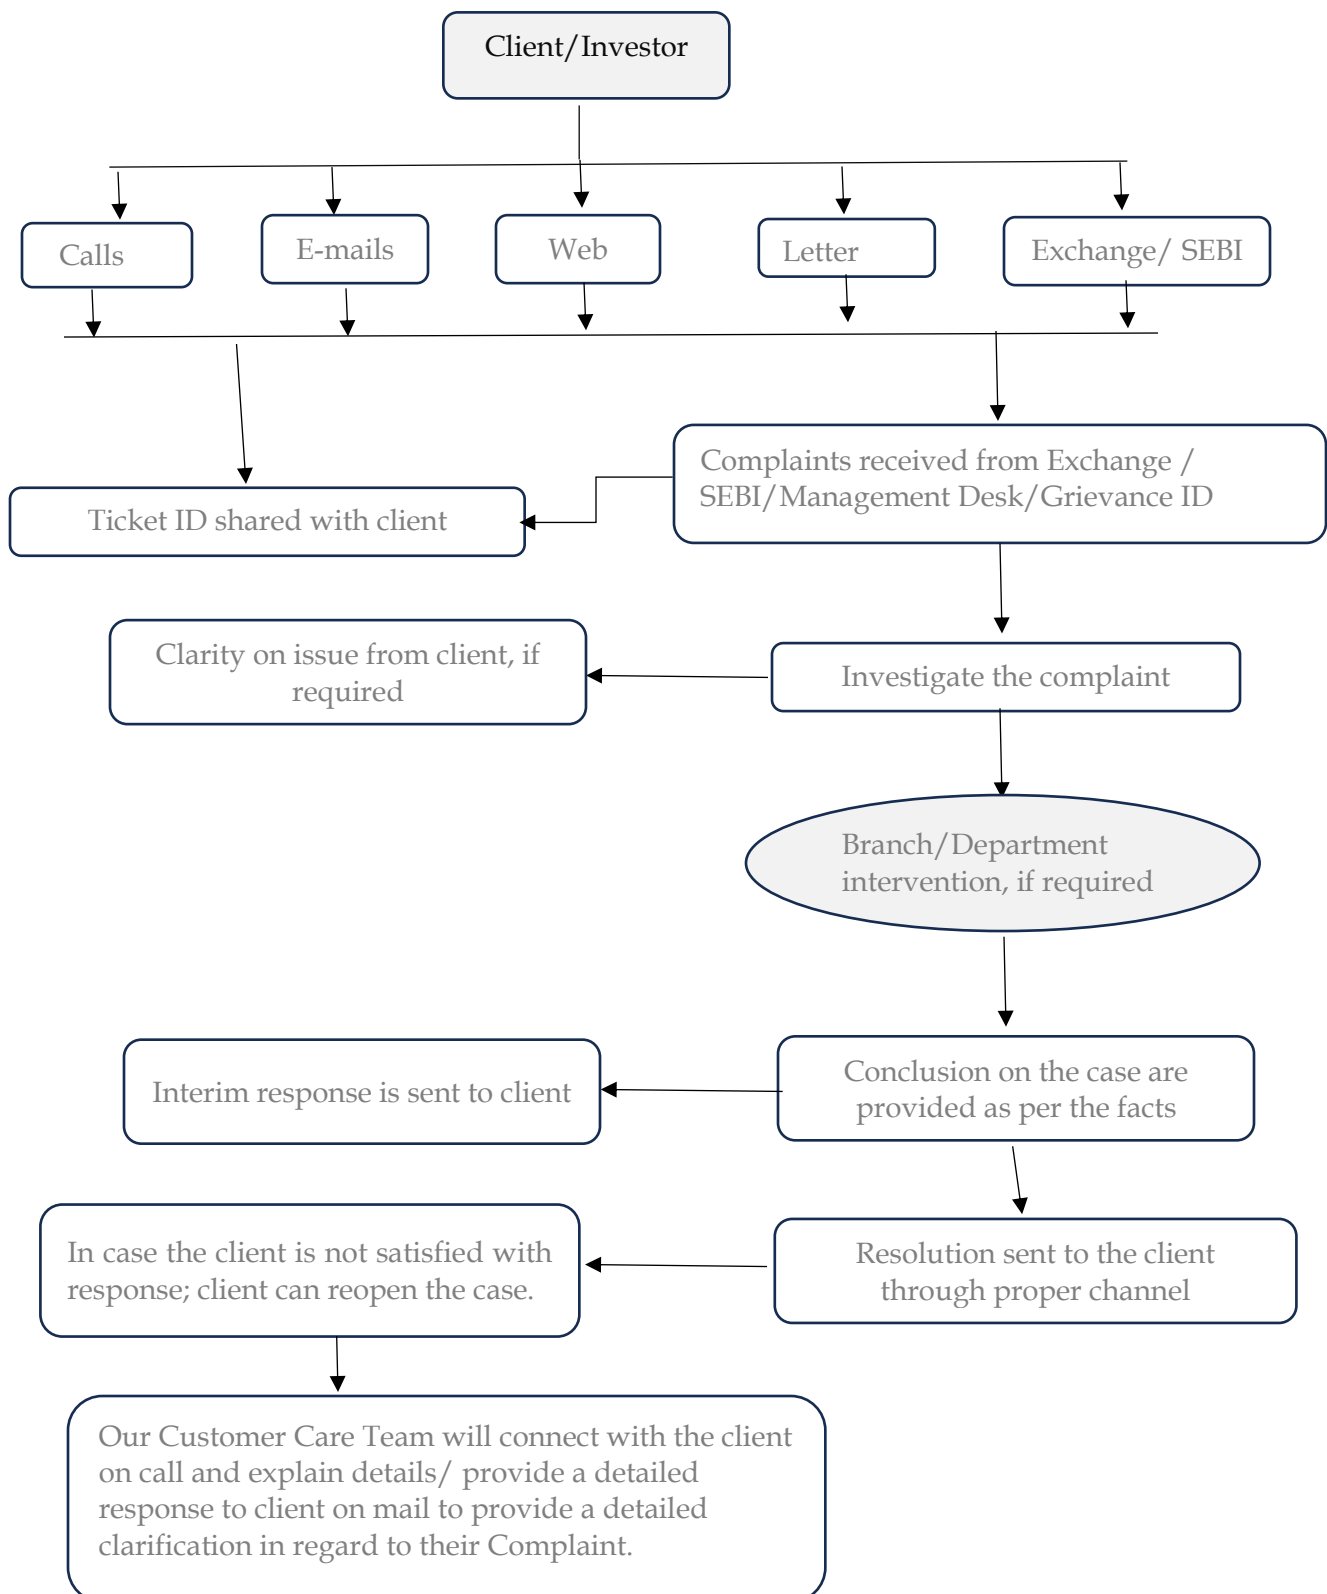 Client/Investor
Calls
E-mails
Web
Letter
Exchange/ SEBI
Complaints received from Exchange /
SEBI/Management Desk/Grievance ID
Ticket ID shared with client
Clarity on issue from client, if
required
Investigate the complaint
Branch/Department
intervention, if required
Interim response is sent to client
Conclusion on the case are
provided as per the facts
In case the client is not satisfied with
response; client can reopen the case.
Resolution sent to the client
through proper channel
Our Customer Care Team will connect with the client
on call and explain details/ provide a detailed
response to client on mail to provide a detailed
clarification in regard to their Complaint.